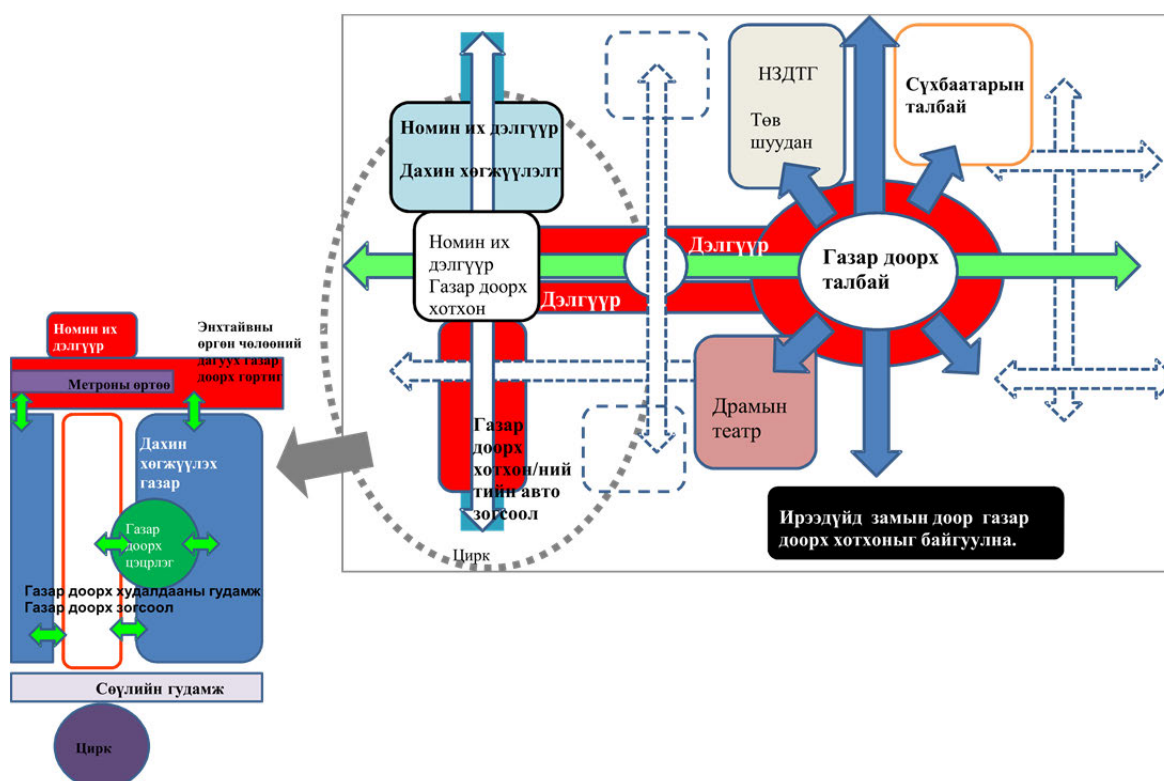 НЗДТГ
Төв
шуудан
Сүхбаатарын
талбай
Номин их дэлгүүр
Дахин хөгжүүлэлт
Номин их
дэлгүүр
Газар доорх
хотхон
Дэлгүүр
Дэлгүүр
Газар доорх
талбай
Драмын
театр
Газар
доорх
хотхон/ний
тийн авто
зогсоол
Цирк
Ирээдүйд замын доор газар
доорх хотхоныг байгуулна.
Номин их
дэлгүүр
Энхтайвны
өргөн чөлөөний
дагуух газар
доорх гортиг
Метроны өртөө
Дахин
хөгжүүлэх
газар
Газар
доорх
цэцрлэг
Газар доорх худалдааны гудамж
Газар доорх зогсоол
Сөүлийн гудамж
Цирк